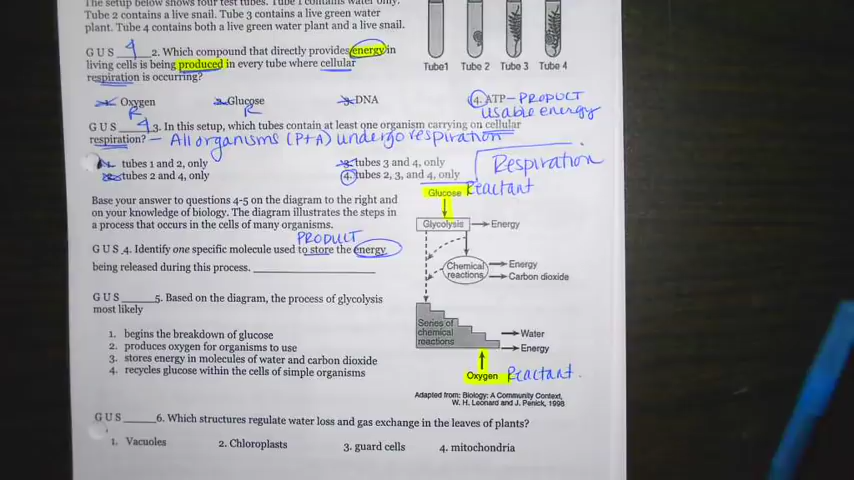 The setup below shows four test tubes. Tube 1 contains water only.
Tube 2 contains a live snail. Tube 3 contains a live green water
plant. Tube 4 contains both a live green water plant and a live snail.
Tube1 Tube 2 Tube 3 Tube 4
G U S 4 2. Which compound that directly provides energy in
living cells is being produced in every tube where cellular
respiration is occurring?
1. Oxygen 2. Glucose 3. DNA 4. ATP – PRODUCT
R R usable energy
G U S 4 3. In this setup, which tubes contain at least one organism carrying on cellular
respiration? – All organisms (P+A) undergo respiration
1. tubes 1 and 2, only 3. tubes 3 and 4, only
2. tubes 2 and 4, only 4. tubes 2, 3, and 4, only
Respiration
Base your answer to questions 4-5 on the diagram to the right and
on your knowledge of biology. The diagram illustrates the steps in
a process that occurs in the cells of many organisms.
PRODUCT
G U S 4. Identify one specific molecule used to store the energy
being released during this process.
G U S 5. Based on the diagram, the process of glycolysis
most likely
1. begins the breakdown of glucose
2. produces oxygen for organisms to use
3. stores energy in molecules of water and carbon dioxide
4. recycles glucose within the cells of simple organisms
Glucose Reactant
Glycolysis Energy
Chemical
reactions
Energy
Carbon dioxide
Series of
chemical
reactions
Water
Energy
Oxygen Reactant.
Adapted from: Biology: A Community Context,
W. H. Leonard and J. Penick, 1998
G U S 6. Which structures regulate water loss and gas exchange in the leaves of plants?
1. Vacuoles 2. Chloroplasts 3. guard cells 4. mitochondria